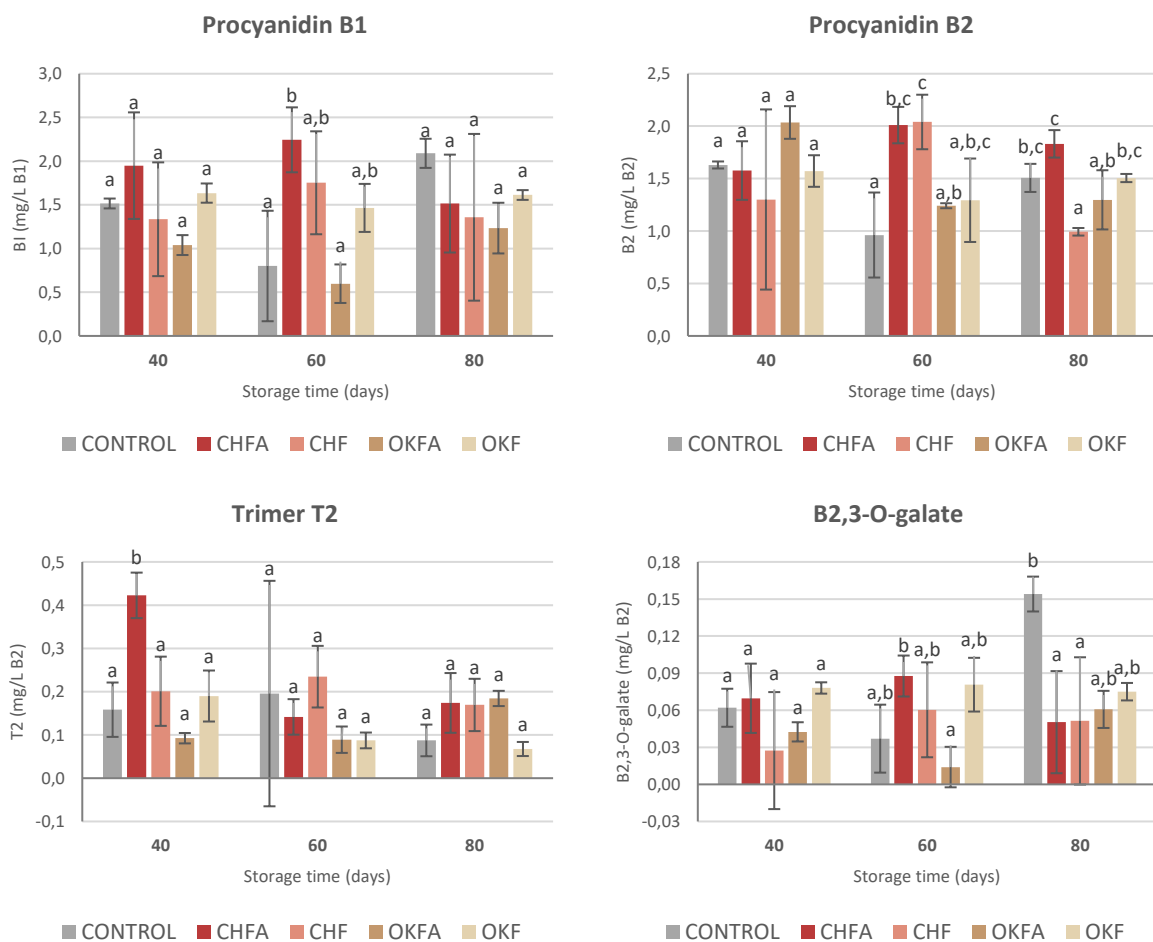 Procyanidin B1
BI (mg/L B1)
3,0
2,5
2,0
1,5
1,0
0,5
0,0
a a a a a
a b a,b a a,b
a a a a a
40 60 80
Storage time (days)
CONTROL CHFA CHF OKFA OKF
Procyanidin B2
B2 (mg/L B2)
2,5
2,0
1,5
1,0
0,5
0,0
a a a a a
a b,c c a,b a,b,c
b,c c a a,b b,c
40 60 80
Storage time (days)
CONTROL CHFA CHF OKFA OKF
Trimer T2
T2 (mg/L B2)
0,5
0,4
0,3
0,2
0,1
0,0
-0,1
a b a a a
a a a a a
a a a a a
40 60 80
Storage time (days)
CONTROL CHFA CHF OKFA OKF
B2,3-O-galate
B2,3-O-galate (mg/L B2)
0,18
0,15
0,12
0,09
0,06
0,03
0,00
-0,03
a a a a a
a,b b a,b a a,b
b a a a,b a,b
40 60 80
Storage time (days)
CONTROL CHFA CHF OKFA OKF